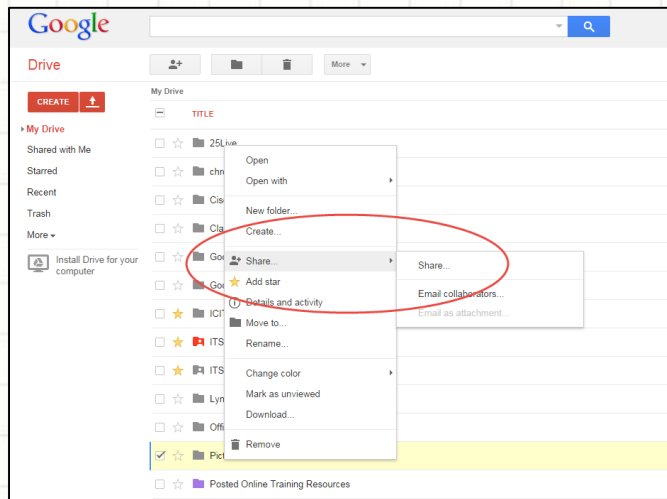 Google
Drive
More
CREATE
My Drive
TITLE
My Drive
Shared with Me
Starred
Recent
Trash
More
Install Drive for your
computer
25Live
Open
Open with
New folder...
Create...
Share...
Add star
Details and activity
Move to...
Rename...
Change color
Mark as unviewed
Download...
Remove
Share...
Email collaborators...
Email as attachment...
ITS
ITS
Posted Online Training Resources